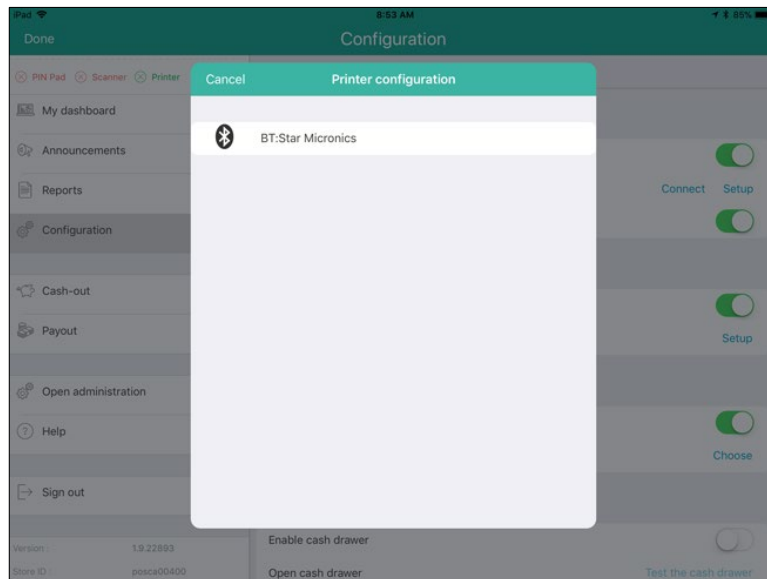 iPad 8:53 AM 85%
Done Configuration
PIN Pad Scanner Printer
Cancel Printer configuration
BT:Star Micronics
My dashboard
Announcements
Reports
Connect Setup
Configuration
Cash-out
Payout
Setup
Open administration
Help
Choose
Sign out
Version : 1.9.22893
Enable cash drawer
Store ID : posca00400
Open cash drawer Test the cash drawer